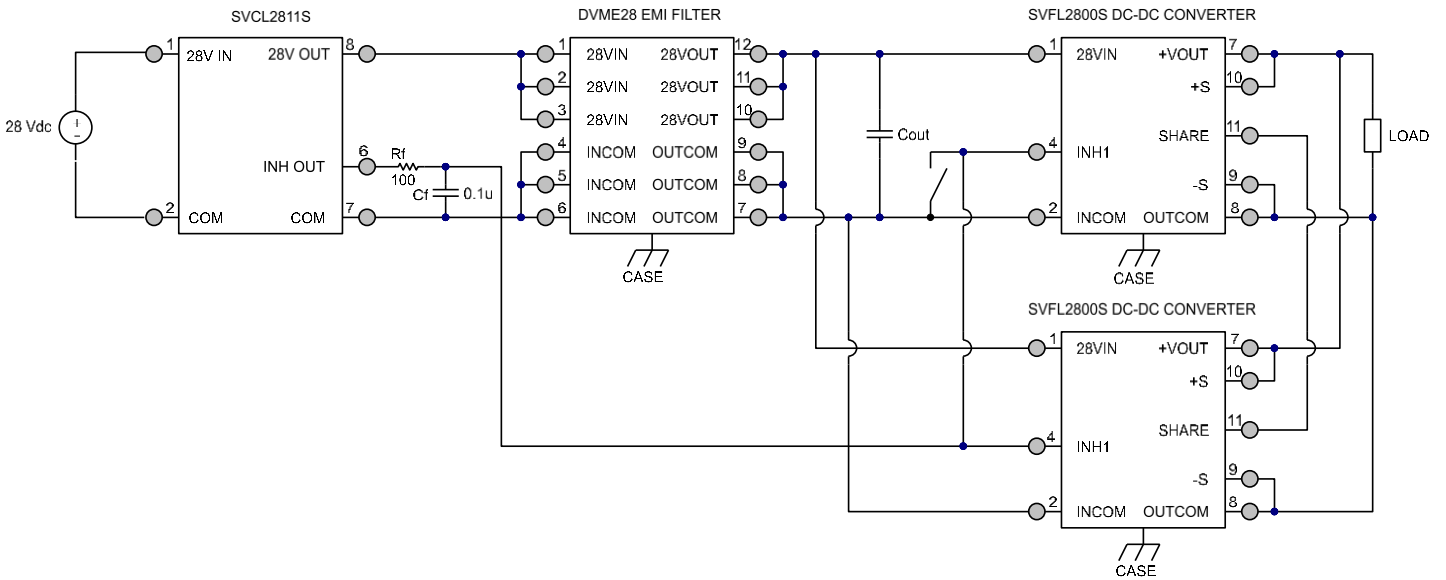 SVCL2811S
DVME28 EMI FILTER
SVFL2800S DC-DC CONVERTER
28 Vdc
+
−
1
28V IN
28V OUT
8
INH OUT
6
2
COM
COM
7
Rf
100
Cf
0.1u
1
28VIN
28VOUT
12
2
28VIN
28VOUT
11
3
28VIN
28VOUT
10
4
INCOM
OUTCOM
9
5
INCOM
OUTCOM
8
6
INCOM
OUTCOM
7
CASE
Cout
1
28VIN
+VOUT
7
+S
10
SHARE
11
4
INH1
-S
9
2
INCOM
OUTCOM
8
CASE
LOAD
SVFL2800S DC-DC CONVERTER
1
28VIN
+VOUT
7
+S
10
SHARE
11
4
INH1
-S
9
2
INCOM
OUTCOM
8
CASE